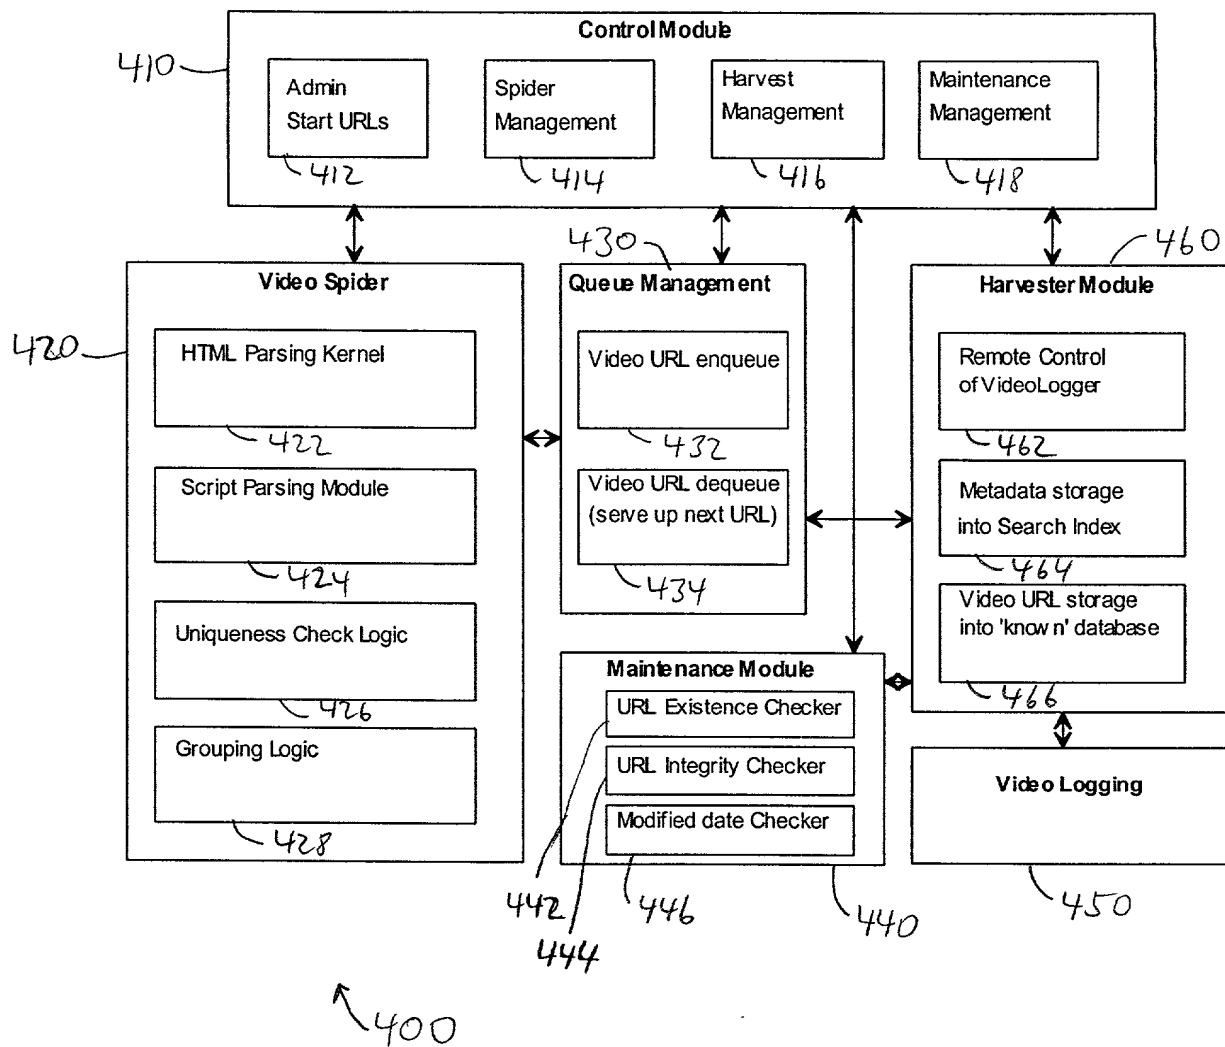 Control Module
410
Admin
Start URLs
412
Spider
Management
414
Harvest
Management
416
Maintenance
Management
418
Video Spider
420
HTML Parsing Kernel
422
Script Parsing Module
424
Uniqueness Check Logic
426
Grouping Logic
428
430
Queue Management
Video URL enqueue
432
Video URL dequeue
(serve up next URL)
434
460
Harvester Module
Remote Control
of VideoLogger
462
Metadata storage
into Search Index
464
Video URL storage
into 'known' database
466
Maintenance Module
URL Existence Checker
URL Integrity Checker
Modified date Checker
442
444
446
440
Video Logging
450
400